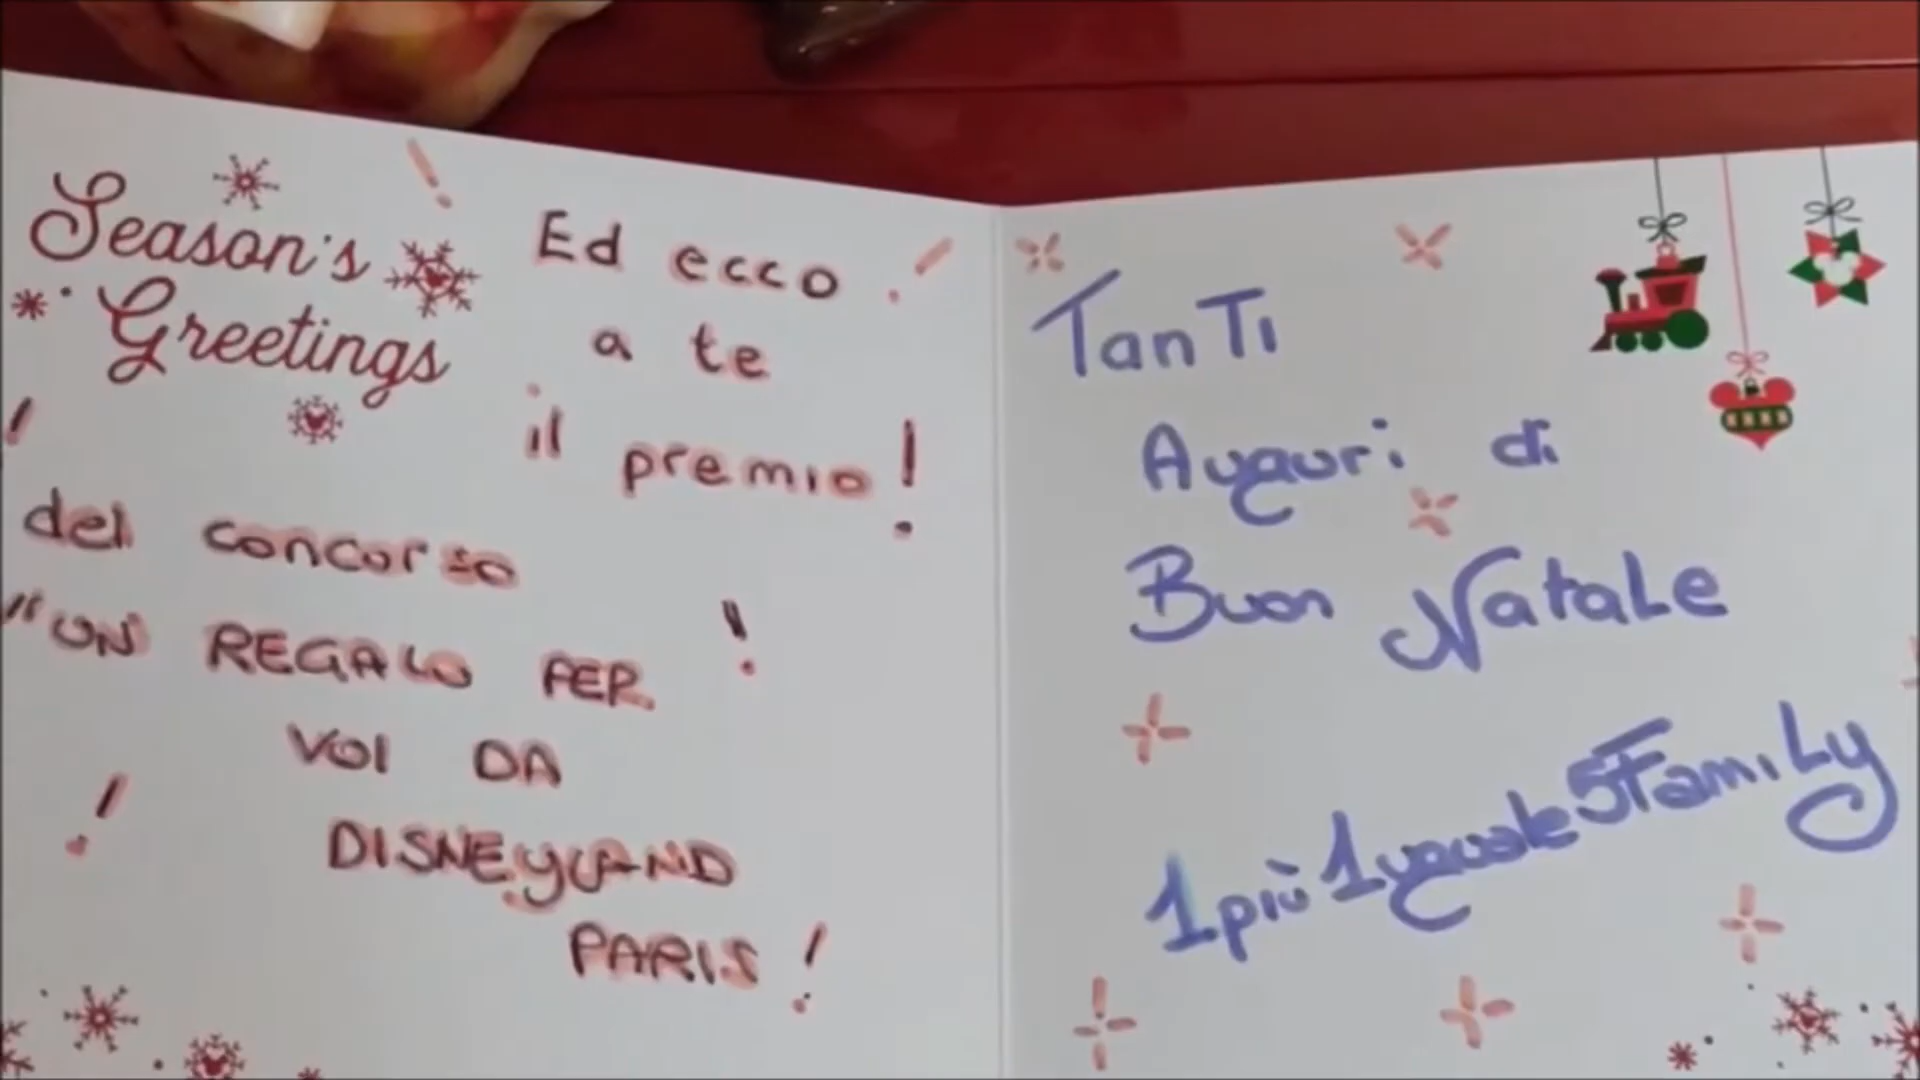 Season's
Greetings
Ed ecco !
a te
il premio !
del concorso
"UN REGALO PER
VOI DA
DISNEYLAND
PARIS !
Tanti
Auguri di
Buon Natale
1più1uguale5Family